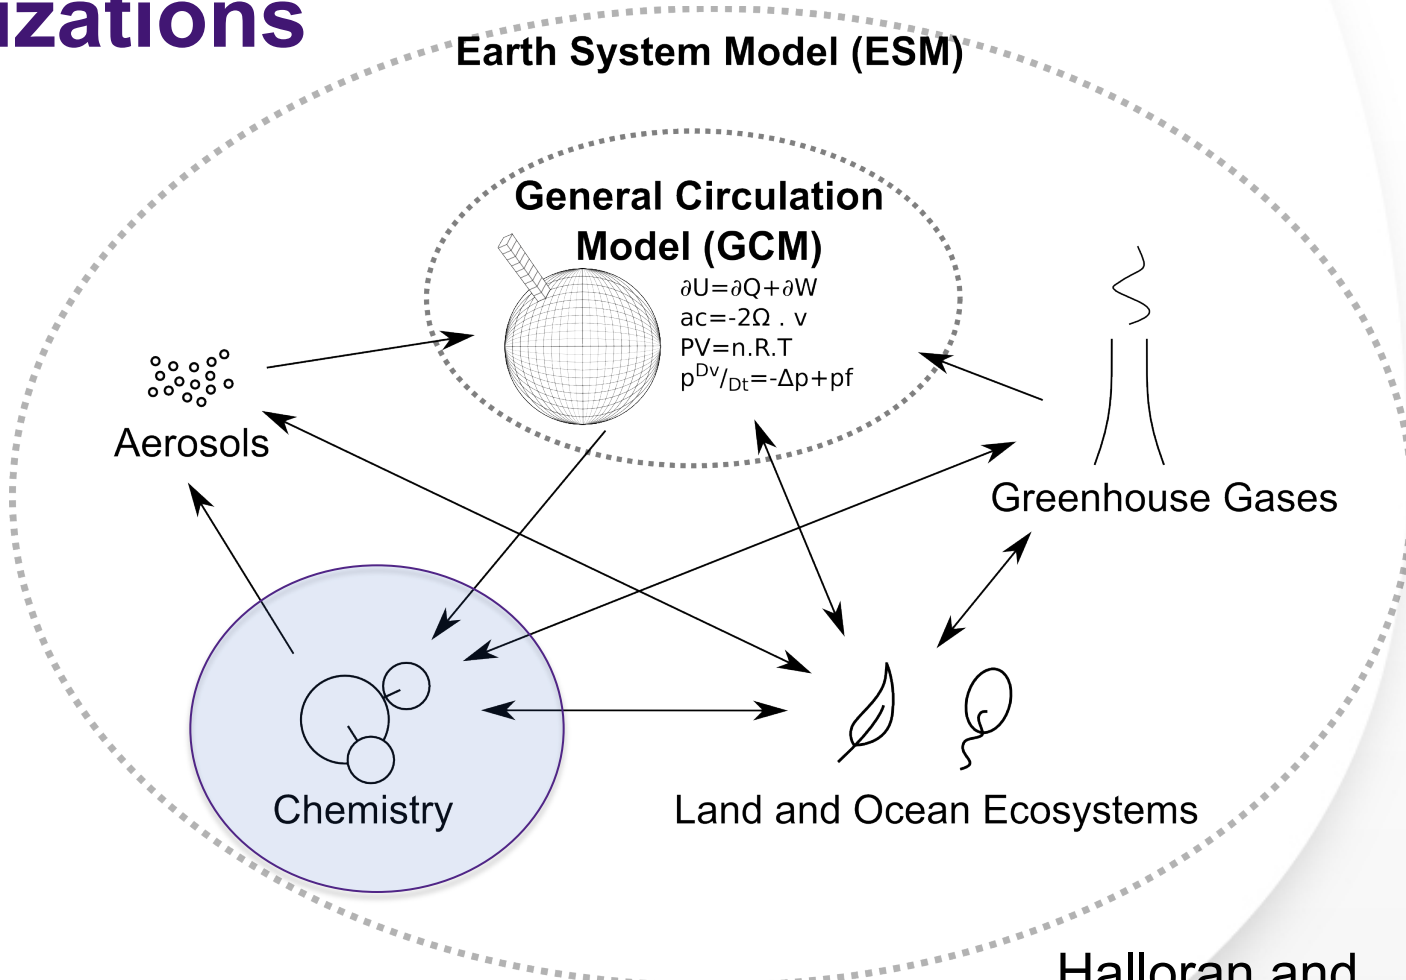 izations
Earth System Model (ESM)
General Circulation
Model (GCM)
∂U=∂Q+∂W
ac=-2Ω . v
PV=n.R.T
pDv/Dt=-Δp+pf
Aerosols
Greenhouse Gases
Chemistry
Land and Ocean Ecosystems
Halloran and